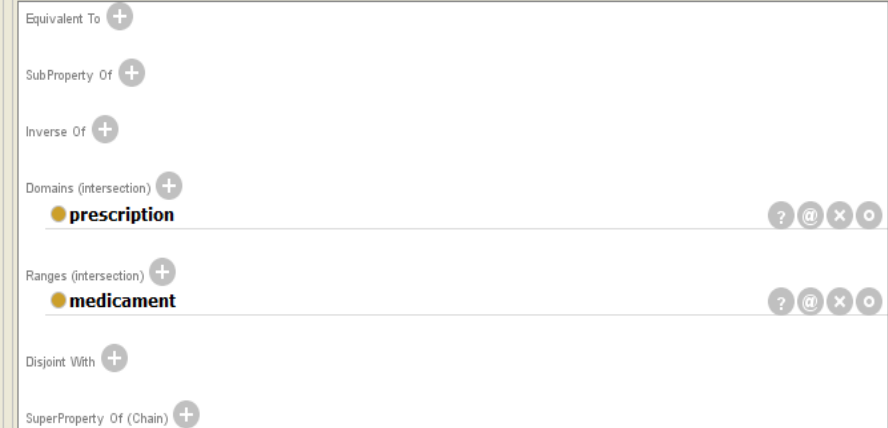 Equivalent To
SubProperty Of
Inverse Of
Domains (intersection)
prescription
? @ × o
Ranges (intersection)
medicament
? @ × o
Disjoint With
SuperProperty Of (Chain)